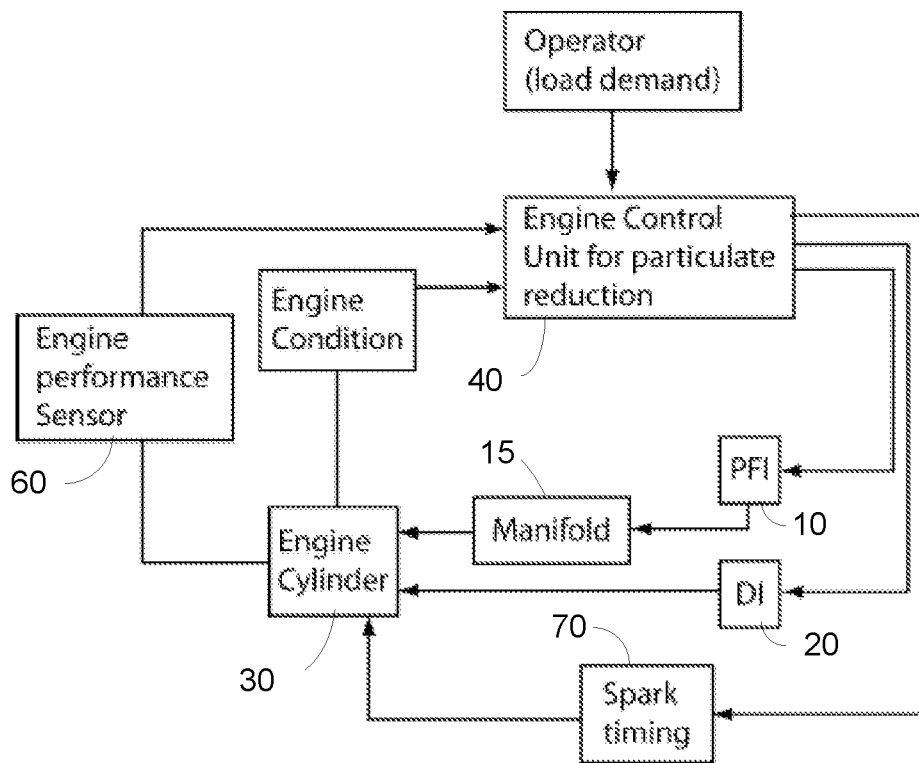 Operator
(load demand)
Engine Control
Unit for particulate
reduction
40
Engine
Condition
Engine
performance
Sensor
60
15
PFI
10
Manifold
Engine
Cylinder
30
DI
20
70
Spark
timing